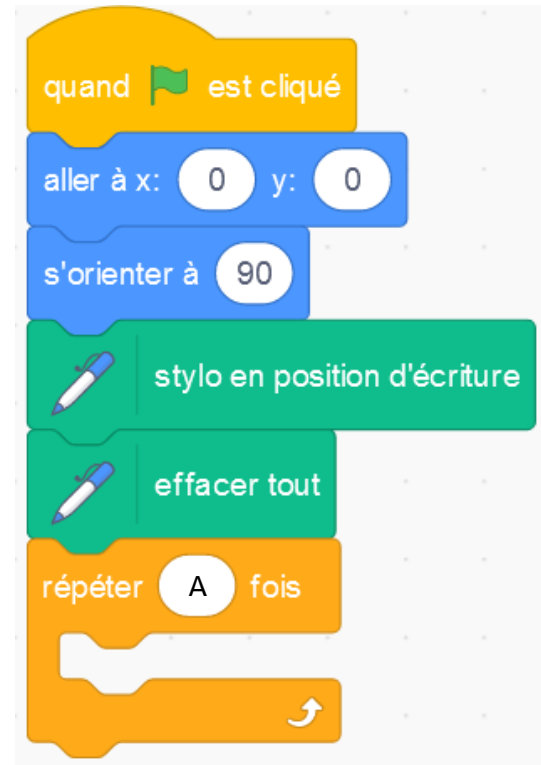 quand est cliqué
aller à x: 0 y: 0
s'orienter à 90
stylo en position d'écriture
effacer tout
répéter A fois